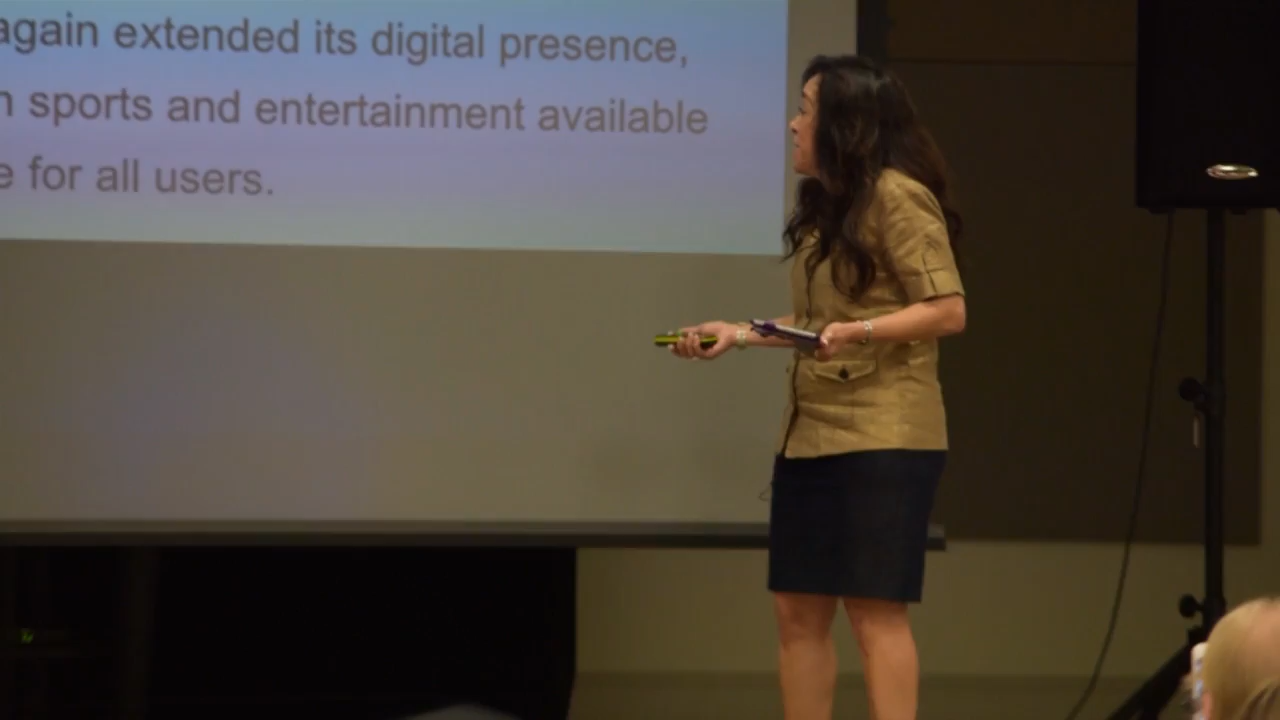 again extended its digital presence,
sports and entertainment available
for all users.